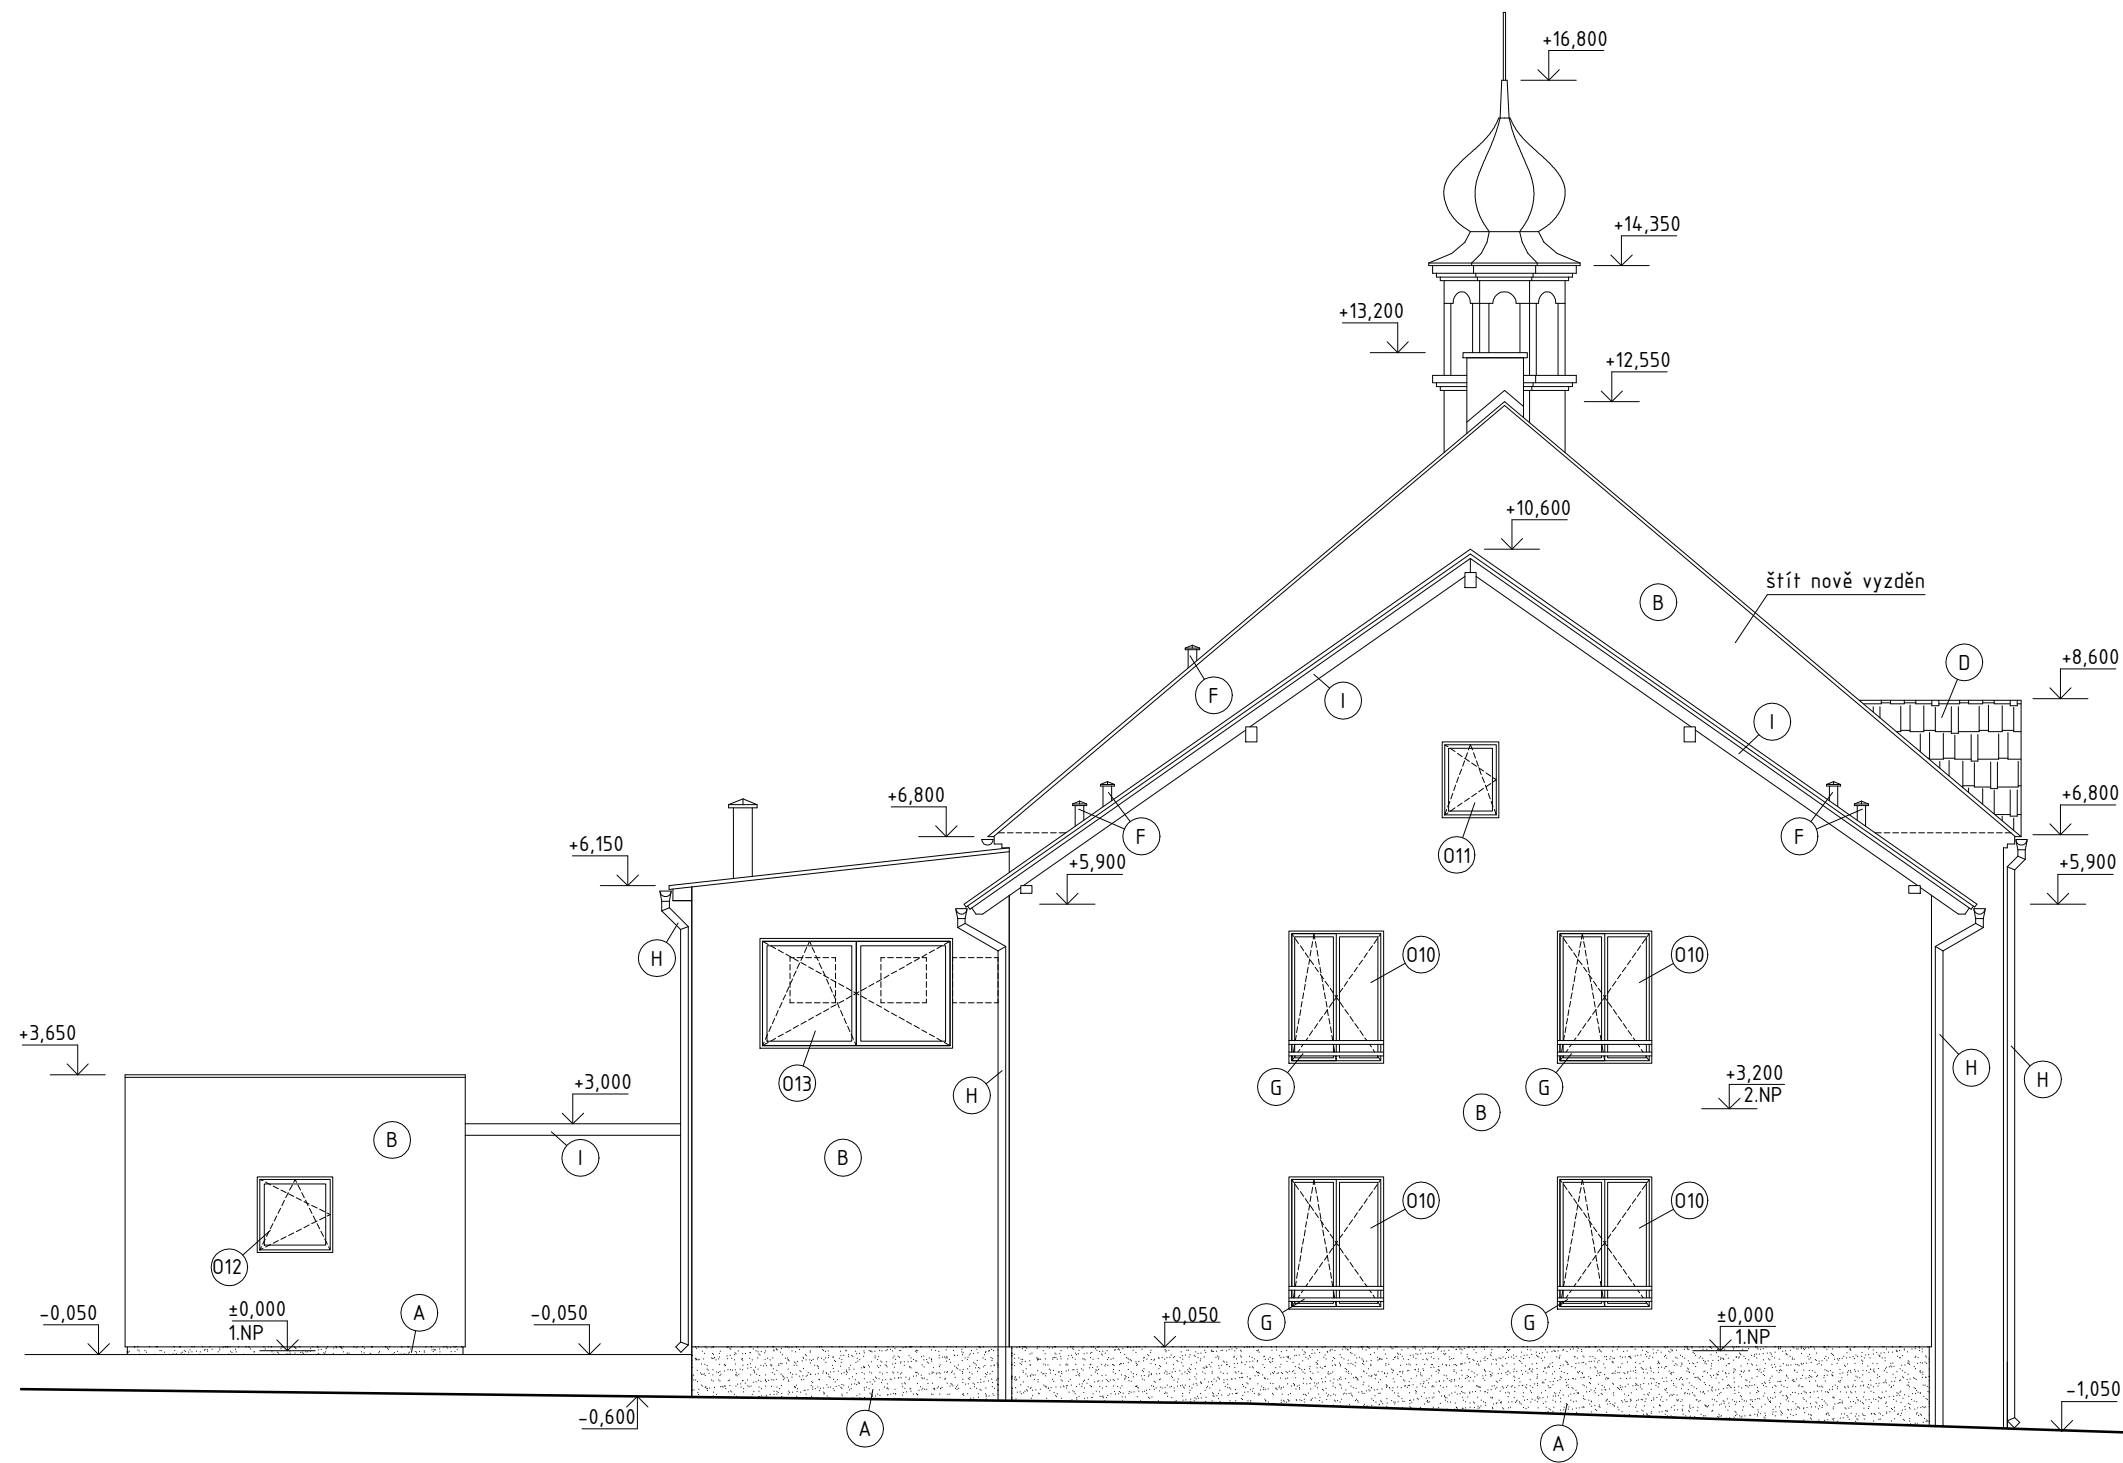 +16,800
+14,350
+13,200
+12,550
+10,600
štít nově vyzděn
B
D
+8,600
F
I
I
+6,800
+6,800
F
F
+6,150
O11
+5,900
+5,900
H
O10
O10
+3,650
+3,000
O13
H
G
G
+3,200
2.NP
H
H
B
B
B
I
O10
O10
O12
-0,050
±0,000
1.NP
A
-0,050
+0,050
G
G
±0,000
1.NP
-0,600
A
A
-1,050